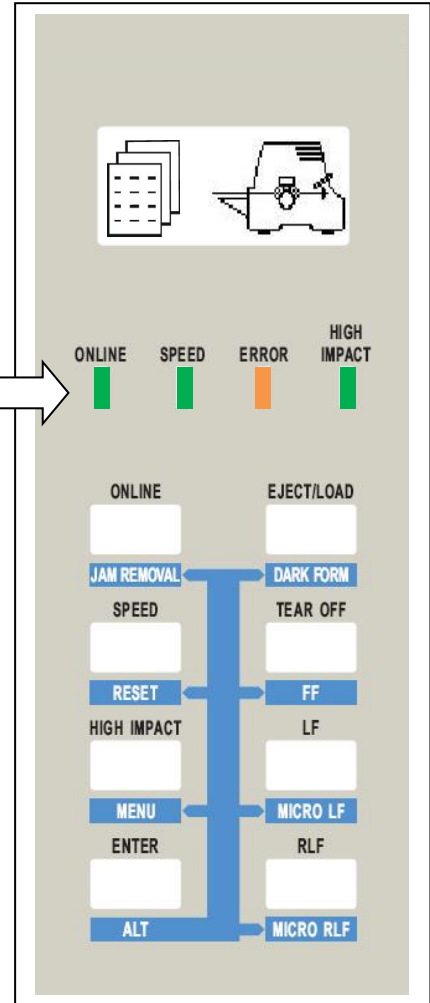 HIGH
ONLINE SPEED ERROR IMPACT
ONLINE EJECT/LOAD
JAM REMOVAL DARK FORM
SPEED TEAR OFF
RESET FF
HIGH IMPACT LF
MENU MICRO LF
ENTER RLF
ALT MICRO RLF